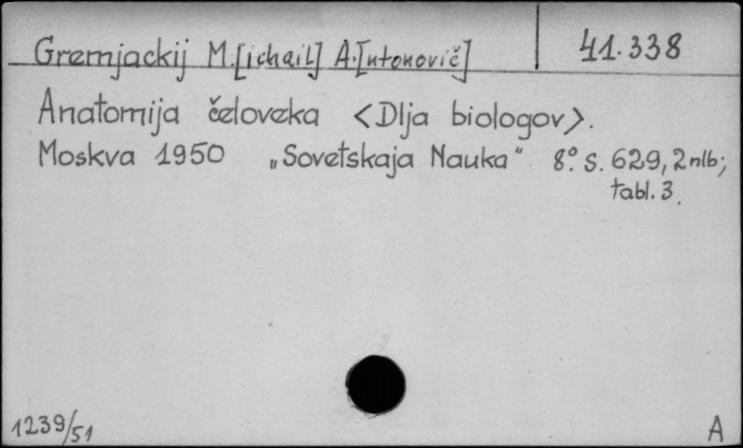 Gremjackij M.[ichail] A.[ntonovič] 41.338
Anatomija čeloveka <Dlja biologov>.
Moskva 1950 „Sovetskaja Nauka" 8° S. 629, 2 nlb;
tabl. 3.
1239/51 A